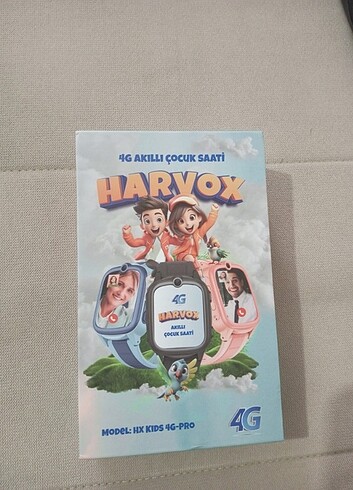 4G AKILLI ÇOCUK SAATİ
HARVOX
4G
HARVOX
AKILLI
ÇOCUK SAATİ
MODEL: HX KIDS 4G-PRO
4G